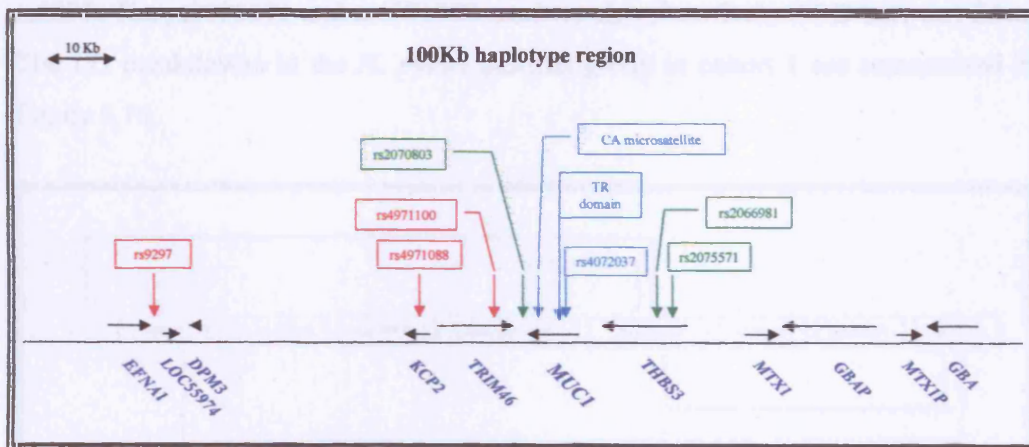 10 Kb
100Kb haplotype region
CA microsatellite
rs2070803
TR
domain
rs4971100
rs2066981
rs9297
rs4971088
rs4072037
rs2075571
EFNA1
LOC55974
DPM3
KCP2
TRIM46
MUC1
THBS3
MTX1
GBAP
MTX1P
GBA